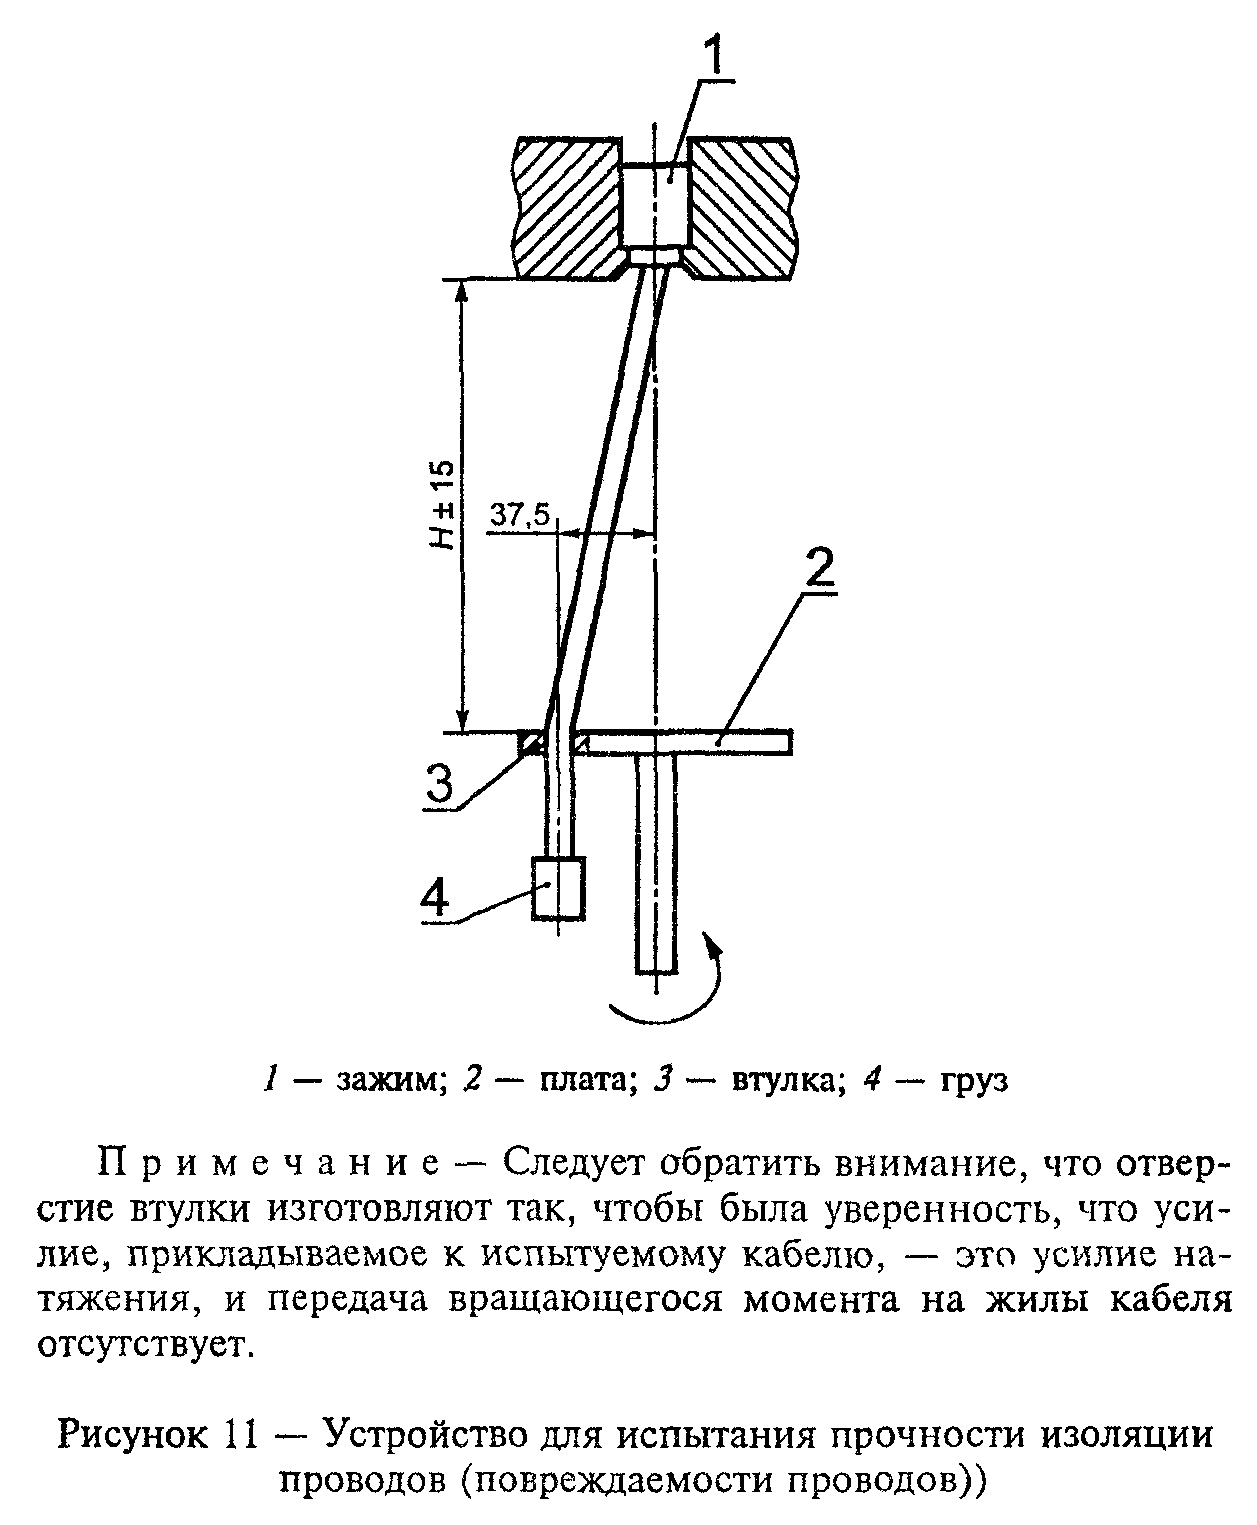 1
H ± 15
37,5
2
3
4
1 — зажим; 2 — плата; 3 — втулка; 4 — груз
Примечание — Следует обратить внимание, что отвер-
стие втулки изготовляют так, чтобы была уверенность, что уси-
лие, прикладываемое к испытуемому кабелю, — это усилие на-
тяжения, и передача вращающегося момента на жилы кабеля
отсутствует.
Рисунок 11 — Устройство для испытания прочности изоляции
проводов (повреждаемости проводов))